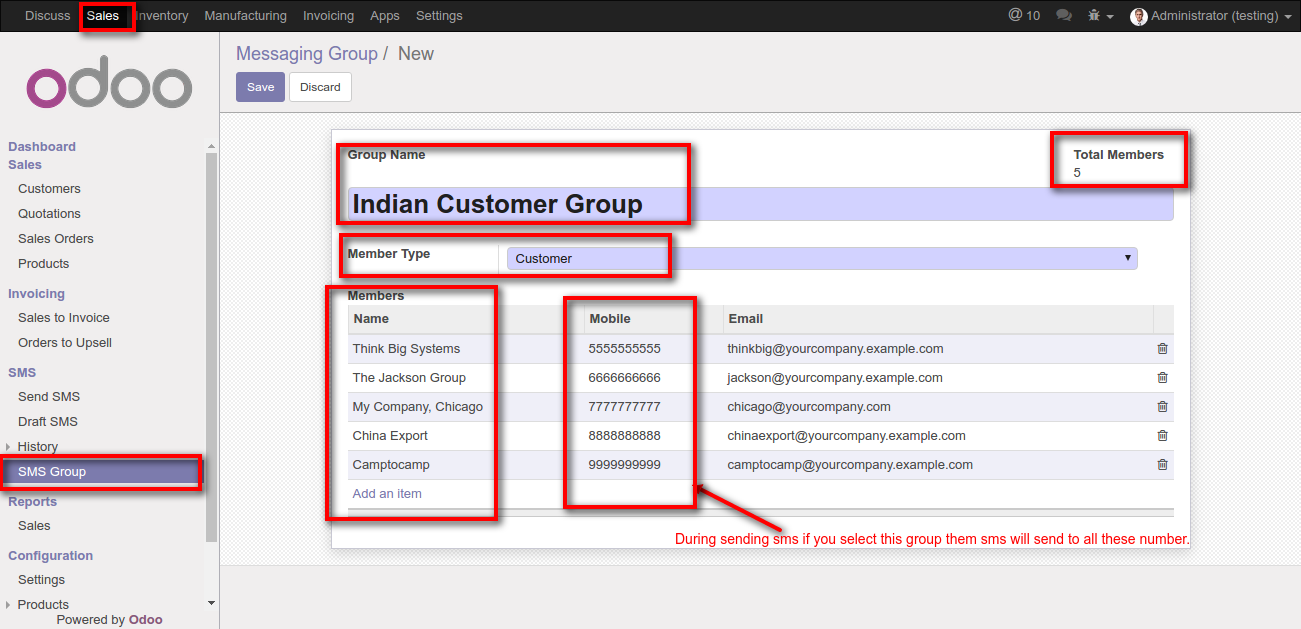 Discuss Sales Inventory Manufacturing Invoicing Apps Settings @ 10 Administrator (testing)
odoo
Messaging Group / New
Save Discard
Dashboard
Sales
Customers
Quotations
Sales Orders
Products
Invoicing
Sales to Invoice
Orders to Upsell
SMS
Send SMS
Draft SMS
History
SMS Group
Reports
Sales
Configuration
Settings
Products
Powered by Odoo
Group Name
Total Members
5
Indian Customer Group
Member Type Customer
Members
Name Mobile Email
Think Big Systems 5555555555 thinkbig@yourcompany.example.com
The Jackson Group 6666666666 jackson@yourcompany.example.com
My Company, Chicago 7777777777 chicago@yourcompany.com
China Export 8888888888 chinaexport@yourcompany.example.com
Camptocamp 9999999999 camptocamp@yourcompany.example.com
Add an item
During sending sms if you select this group them sms will send to all these number.